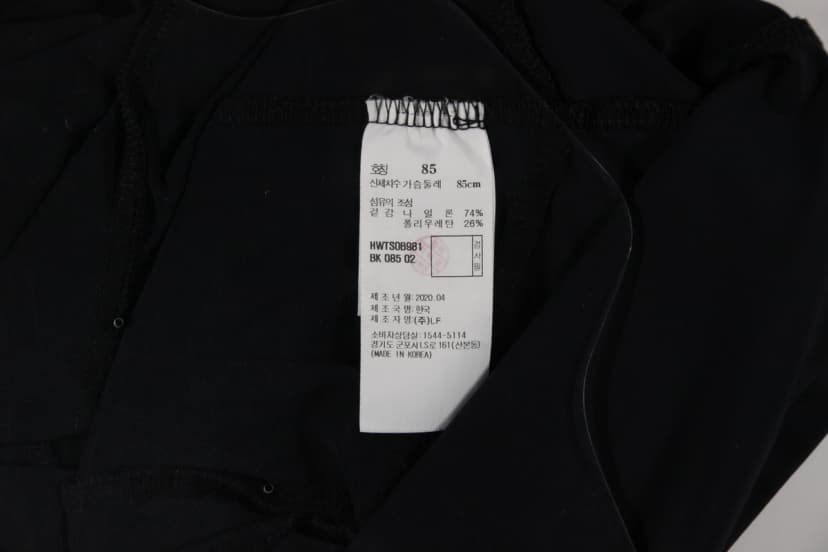 호칭 85
신체치수 가슴둘레 85cm
섬유의 조성
겉감 나 일 론 74%
폴리우레탄 26%
HWTS0B981
BK 085 02
검사필
제 조 년 월: 2020.04
제 조 국 명: 한국
제 조 자 명: (주)LF
소비자상담실: 1544-5114
경기도 군포시 LS로 161(산본동)
(MADE IN KOREA)